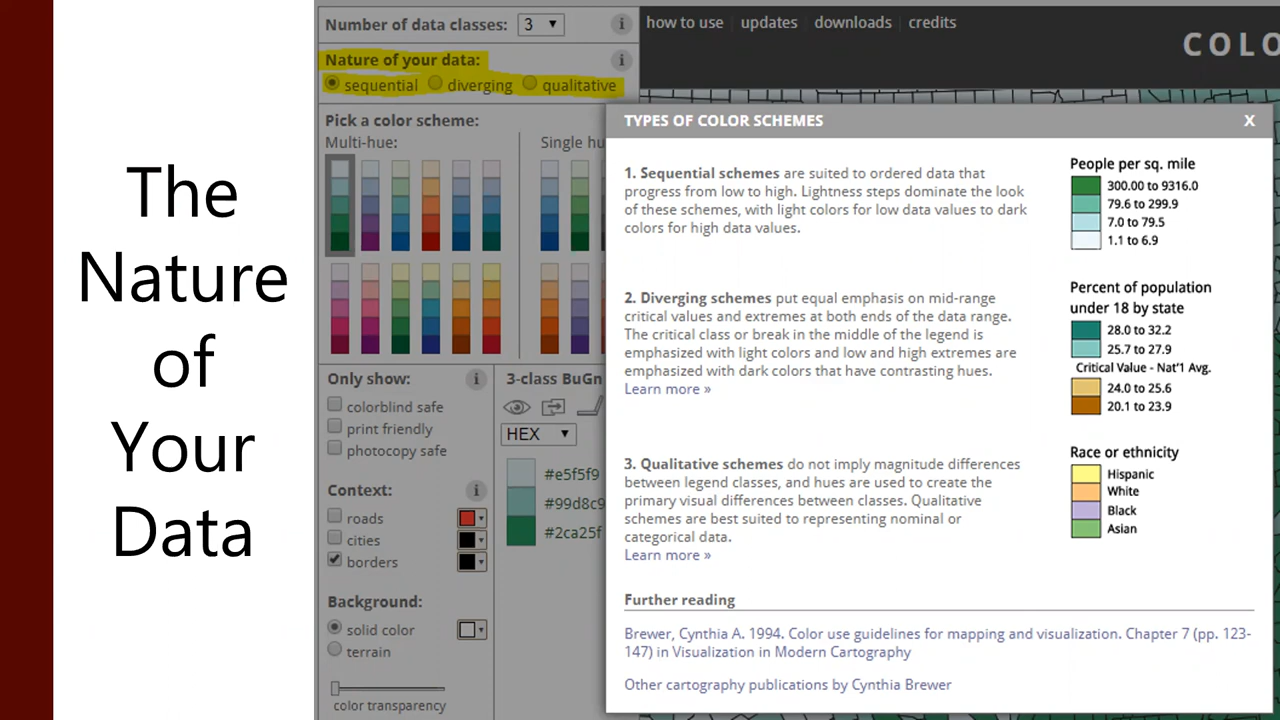 The
Nature
of
Your
Data
Number of data classes: 3
Nature of your data:
sequential diverging qualitative
Pick a color scheme:
Multi-hue: Single hu
Only show:
colorblind safe
print friendly
photocopy safe
Context:
roads
cities
borders
Background:
solid color
terrain
color transparency
3-class BuGn
HEX
#e5f5f9
#99d8c9
#2ca25f
how to use updates downloads credits
COLO
TYPES OF COLOR SCHEMES X
1. Sequential schemes are suited to ordered data that
progress from low to high. Lightness steps dominate the look
of these schemes, with light colors for low data values to dark
colors for high data values.
People per sq. mile
300.00 to 9316.0
79.6 to 299.9
7.0 to 79.5
1.1 to 6.9
2. Diverging schemes put equal emphasis on mid-range
critical values and extremes at both ends of the data range.
The critical class or break in the middle of the legend is
emphasized with light colors and low and high extremes are
emphasized with dark colors that have contrasting hues.
Learn more »
Percent of population
under 18 by state
28.0 to 32.2
25.7 to 27.9
Critical Value - Nat'l Avg.
24.0 to 25.6
20.1 to 23.9
3. Qualitative schemes do not imply magnitude differences
between legend classes, and hues are used to create the
primary visual differences between classes. Qualitative
schemes are best suited to representing nominal or
categorical data.
Learn more »
Race or ethnicity
Hispanic
White
Black
Asian
Further reading
Brewer, Cynthia A. 1994. Color use guidelines for mapping and visualization. Chapter 7 (pp. 123-
147) in Visualization in Modern Cartography
Other cartography publications by Cynthia Brewer